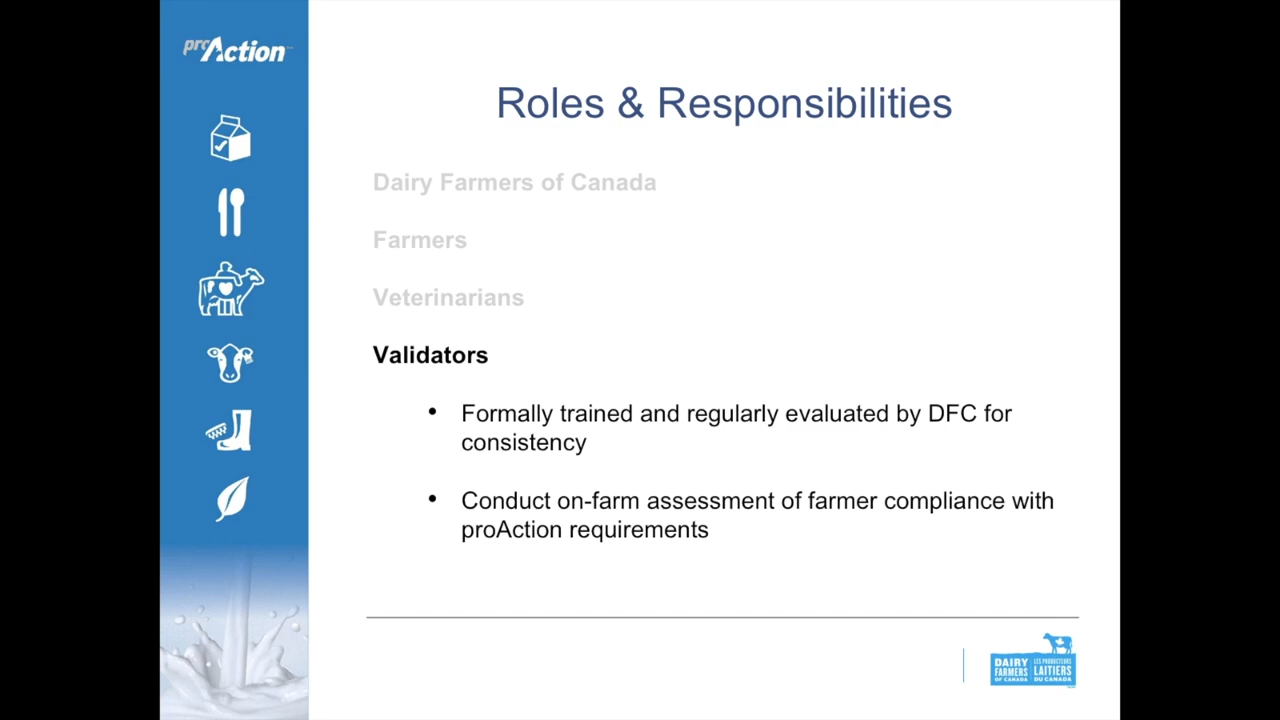 proAction
Roles & Responsibilities
Dairy Farmers of Canada
Farmers
Veterinarians
Validators
• Formally trained and regularly evaluated by DFC for
consistency
• Conduct on-farm assessment of farmer compliance with
proAction requirements
DAIRY FARMERS OF CANADA
LES PRODUCTEURS LAITIERS DU CANADA